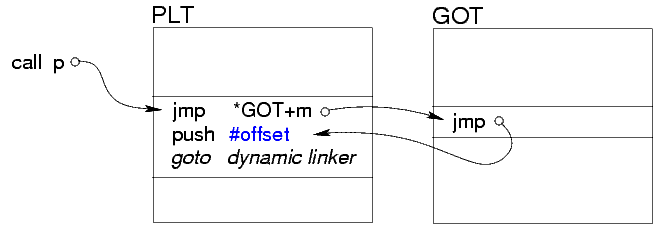 PLT
GOT
call p
jmp *GOT+m
jmp
push #offset
goto dynamic linker